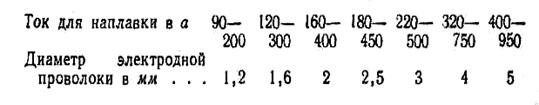 Ток для наплавки в а 90— 120— 160— 180— 220— 320— 400—
200 300 400 450 500 750 950
Диаметр электродной
проволоки в мм . . . 1,2 1,6 2 2,5 3 4 5